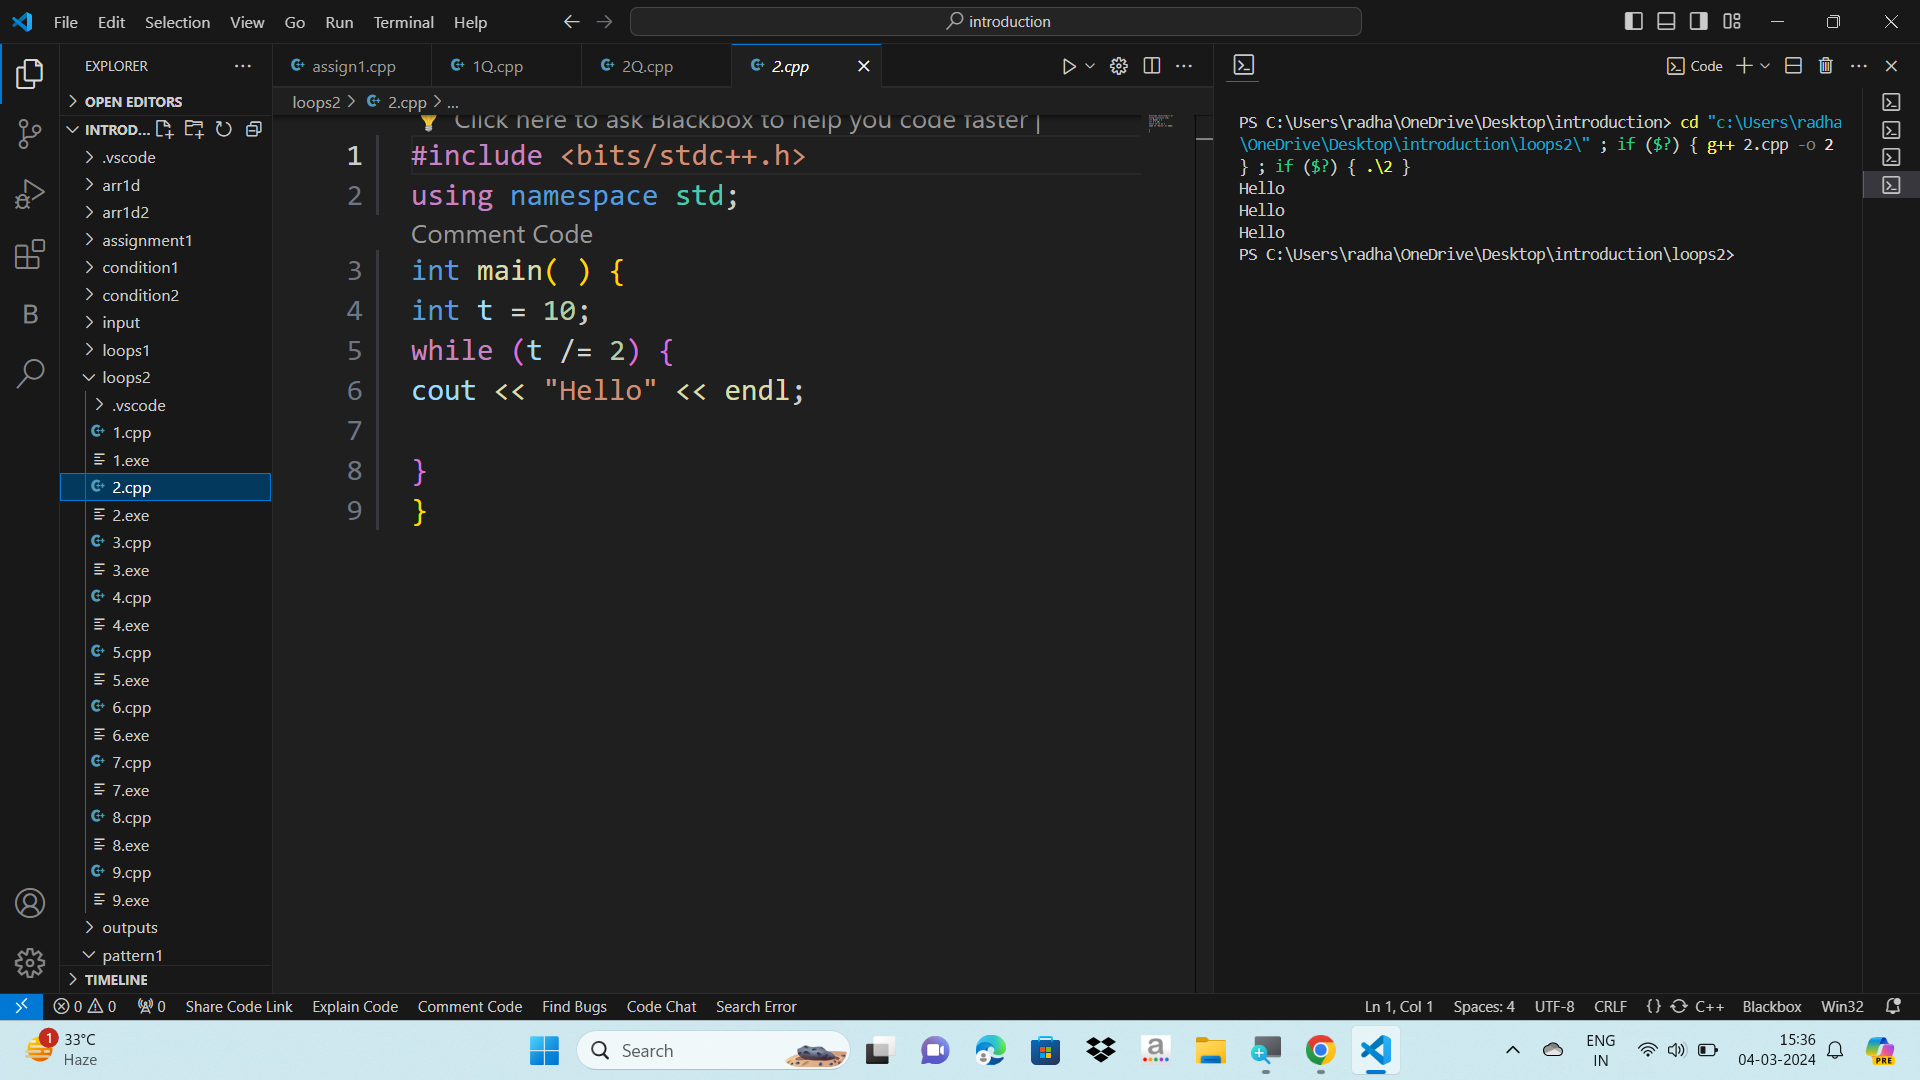 File Edit Selection View Go Run Terminal Help
introduction
EXPLORER
OPEN EDITORS
INTROD...
.vscode
arr1d
arr1d2
assignment1
condition1
condition2
input
loops1
loops2
.vscode
1.cpp
1.exe
2.cpp
2.exe
3.cpp
3.exe
4.cpp
4.exe
5.cpp
5.exe
6.cpp
6.exe
7.cpp
7.exe
8.cpp
8.exe
9.cpp
9.exe
outputs
pattern1
TIMELINE
assign1.cpp 1Q.cpp 2Q.cpp 2.cpp
loops2 > 2.cpp > ...
Click here to ask Blackbox to help you code faster |
1 #include <bits/stdc++.h>
2 using namespace std;
Comment Code
3 int main( ) {
4 int t = 10;
5 while (t /= 2) {
6 cout << "Hello" << endl;
7
8 }
9 }
Code
PS C:\Users\radha\OneDrive\Desktop\introduction> cd "c:\Users\radha
\OneDrive\Desktop\introduction\loops2\" ; if ($?) { g++ 2.cpp -o 2
} ; if ($?) { .\2 }
Hello
Hello
Hello
PS C:\Users\radha\OneDrive\Desktop\introduction\loops2>
0 0 0 Share Code Link Explain Code Comment Code Find Bugs Code Chat Search Error
Ln 1, Col 1 Spaces: 4 UTF-8 CRLF {} C++ Blackbox Win32
1 33°C
Haze
Search
ENG
IN
15:36
04-03-2024
PRE